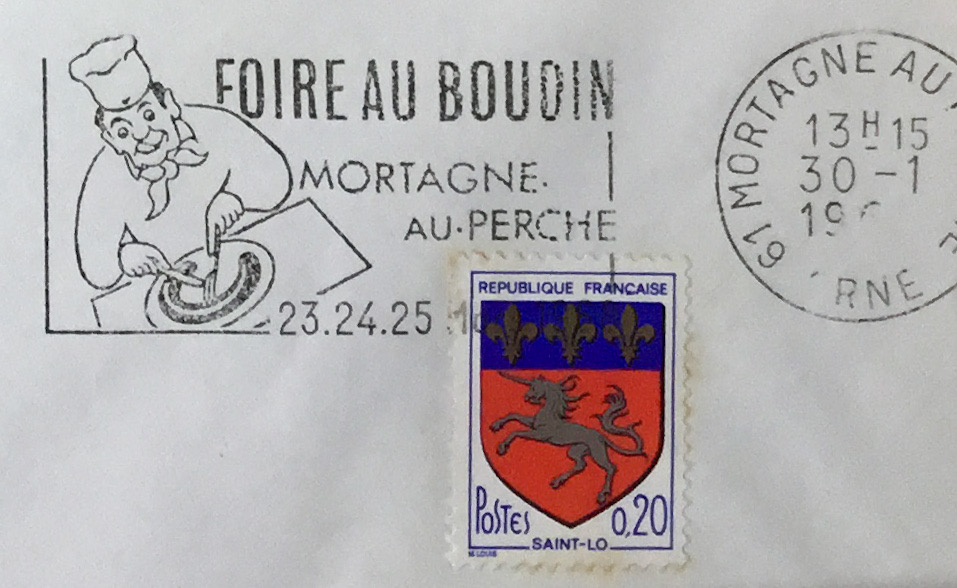 FOIRE AU BOUDIN
MORTAGNE-
AU-PERCHE
23.24.25
61 MORTAGNE AU
13H15
30 -1
19
RNE
REPUBLIQUE FRANÇAISE
POSTES 0,20
SAINT-LO